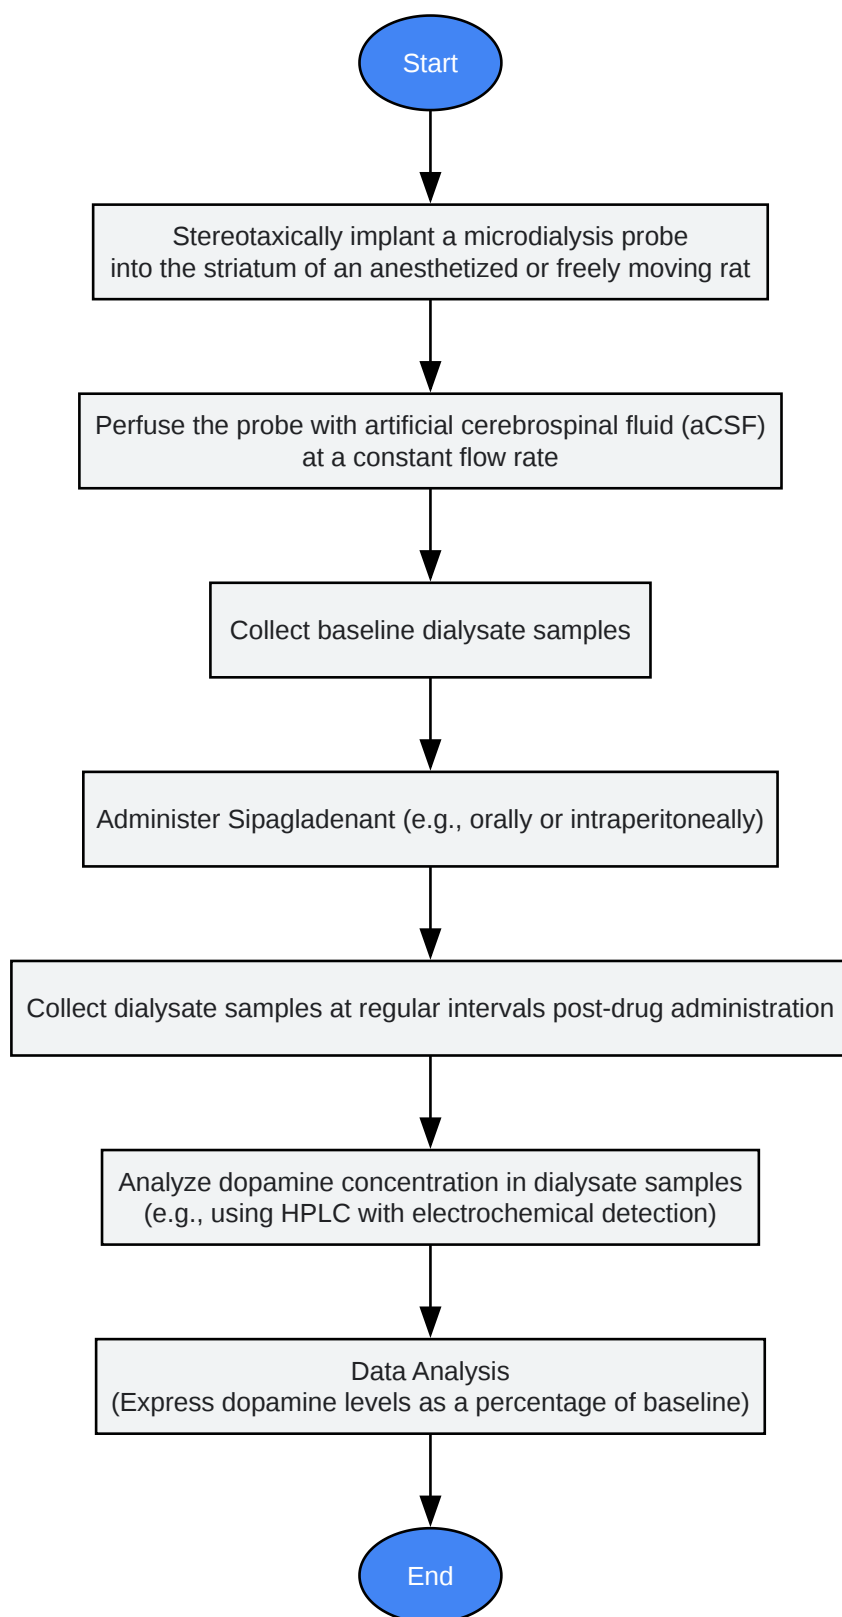 Start
Stereotaxically implant a microdialysis probe
into the striatum of an anesthetized or freely moving rat
Perfuse the probe with artificial cerebrospinal fluid (aCSF)
at a constant flow rate
Collect baseline dialysate samples
Administer Sipagladenant (e.g., orally or intraperitoneally)
Collect dialysate samples at regular intervals post-drug administration
Analyze dopamine concentration in dialysate samples
(e.g., using HPLC with electrochemical detection)
Data Analysis
(Express dopamine levels as a percentage of baseline)
End